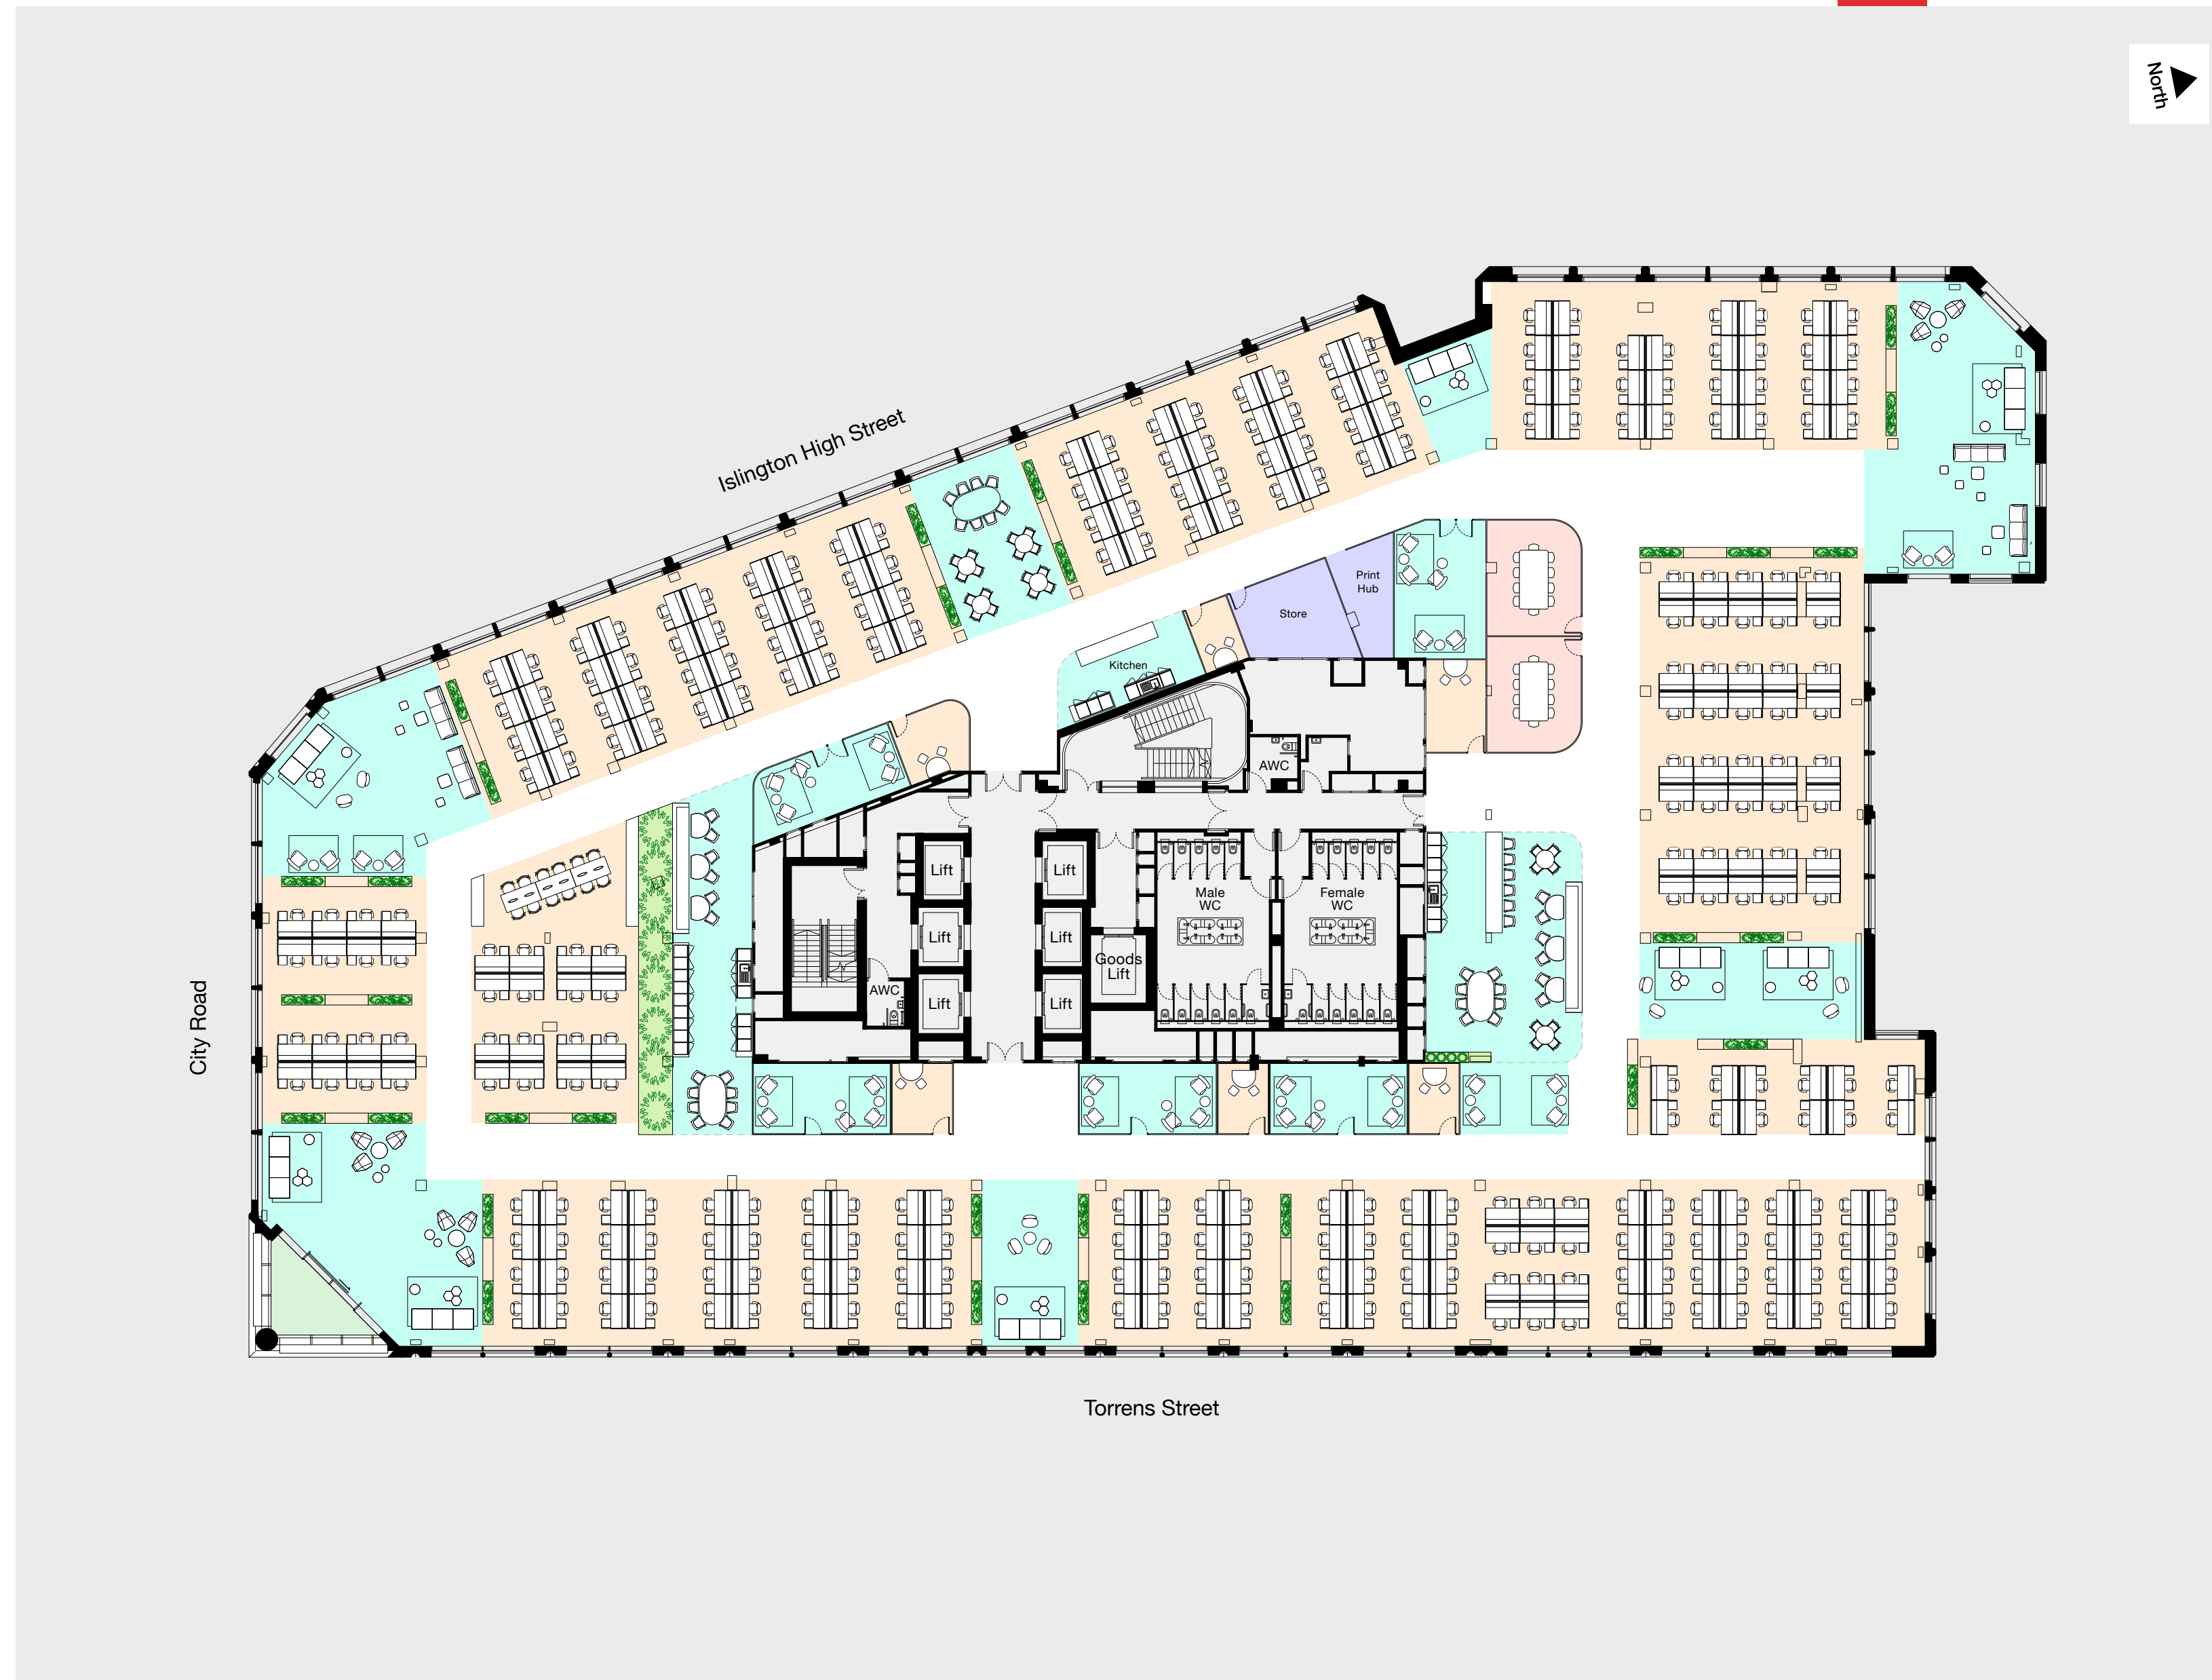 North
Islington High Street
Print
Hub
Store
Kitchen
AWC
Lift
Lift
Male
WC
Female
WC
Lift
Lift
Goods
Lift
AWC
Lift
Lift
City Road
Torrens Street